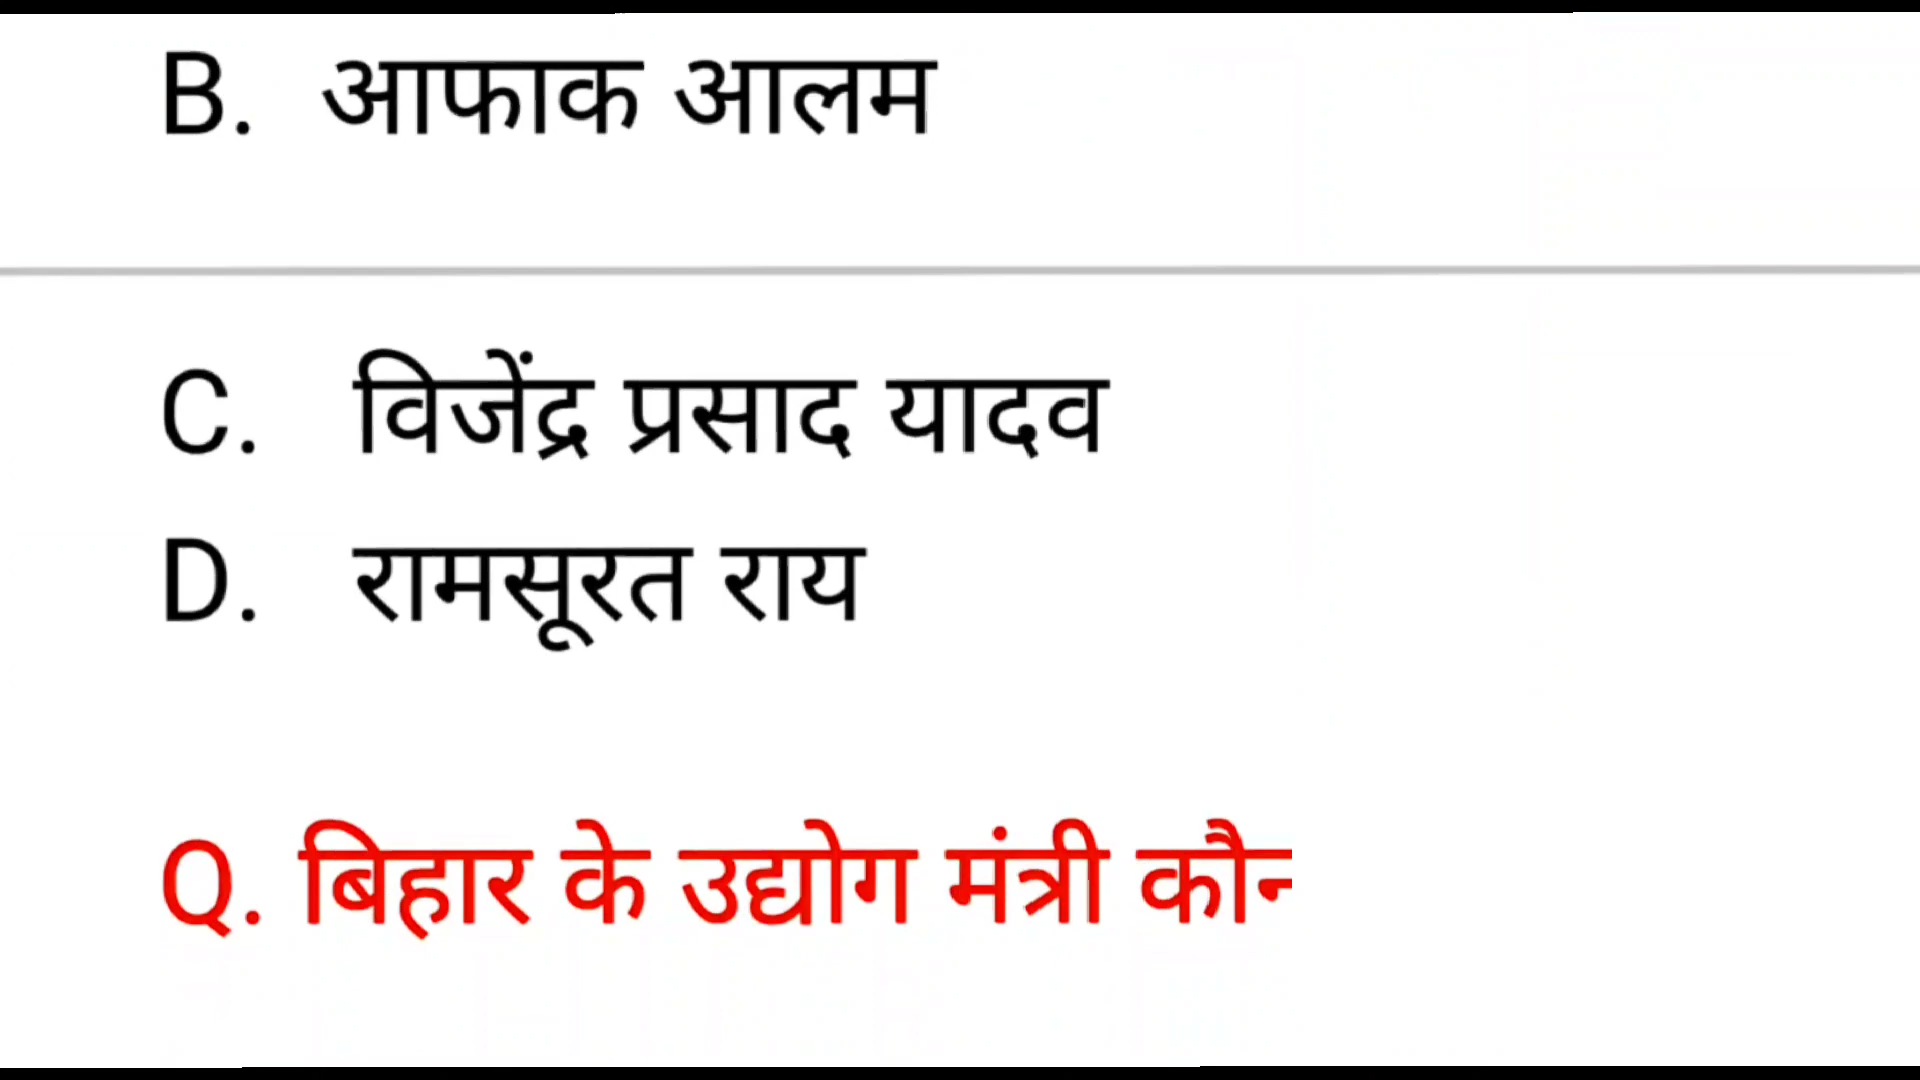 B. आफाक आलम
C. विजेंद्र प्रसाद यादव
D. रामसूरत राय
Q. बिहार के उद्योग मंत्री कौन